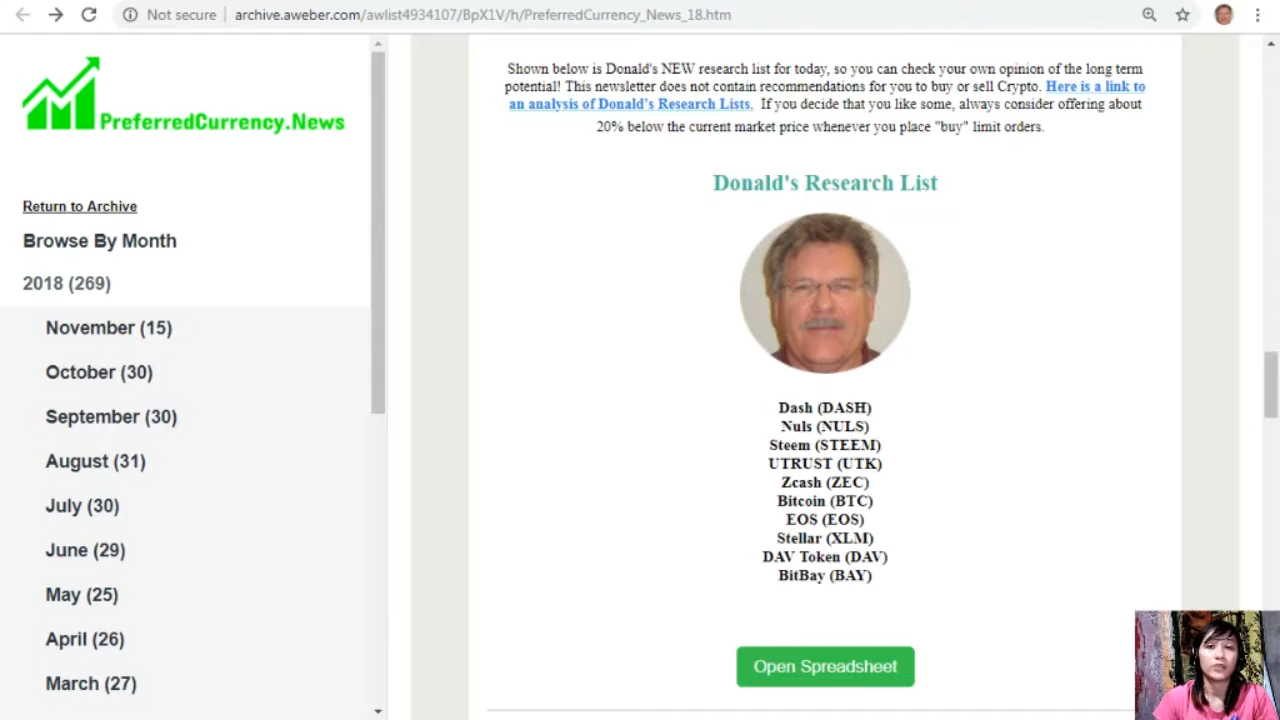 Not secure | archive.aweber.com/awlist4934107/BpX1V/h/PreferredCurrency_News_18.htm
PreferredCurrency.News
Return to Archive
Browse By Month
2018 (269)
November (15)
October (30)
September (30)
August (31)
July (30)
June (29)
May (25)
April (26)
March (27)
Shown below is Donald's NEW research list for today, so you can check your own opinion of the long term
potential! This newsletter does not contain recommendations for you to buy or sell Crypto. Here is a link to
an analysis of Donald's Research Lists. If you decide that you like some, always consider offering about
20% below the current market price whenever you place "buy" limit orders.
Donald's Research List
Dash (DASH)
Nuls (NULS)
Steem (STEEM)
UTRUST (UTK)
Zcash (ZEC)
Bitcoin (BTC)
EOS (EOS)
Stellar (XLM)
DAV Token (DAV)
BitBay (BAY)
Open Spreadsheet